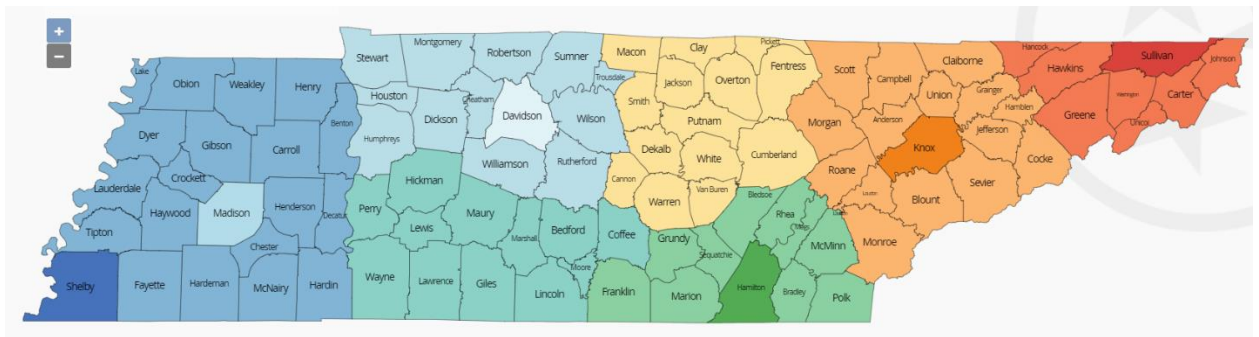 +
−
Lake
Obion
Weakley
Henry
Stewart
Montgomery
Robertson
Sumner
Macon
Clay
Pickett
Fentress
Scott
Campbell
Claiborne
Hancock
Hawkins
Sullivan
Johnson
Trousdale
Jackson
Overton
Union
Grainger
Hamblen
Greene
Washington
Carter
Unicoi
Houston
Cheatham
Davidson
Wilson
Smith
Putnam
Morgan
Anderson
Knox
Jefferson
Cocke
Dyer
Gibson
Carroll
Benton
Humphreys
Dickson
Williamson
Rutherford
Dekalb
White
Cumberland
Roane
Loudon
Blount
Sevier
Lauderdale
Crockett
Haywood
Madison
Henderson
Decatur
Perry
Hickman
Lewis
Maury
Marshall
Bedford
Cannon
Coffee
Warren
Van Buren
Bledsoe
Rhea
Meigs
McMinn
Monroe
Tipton
Chester
Grundy
Sequatchie
Shelby
Fayette
Hardeman
McNairy
Hardin
Wayne
Lawrence
Giles
Lincoln
Moore
Franklin
Marion
Hamilton
Bradley
Polk